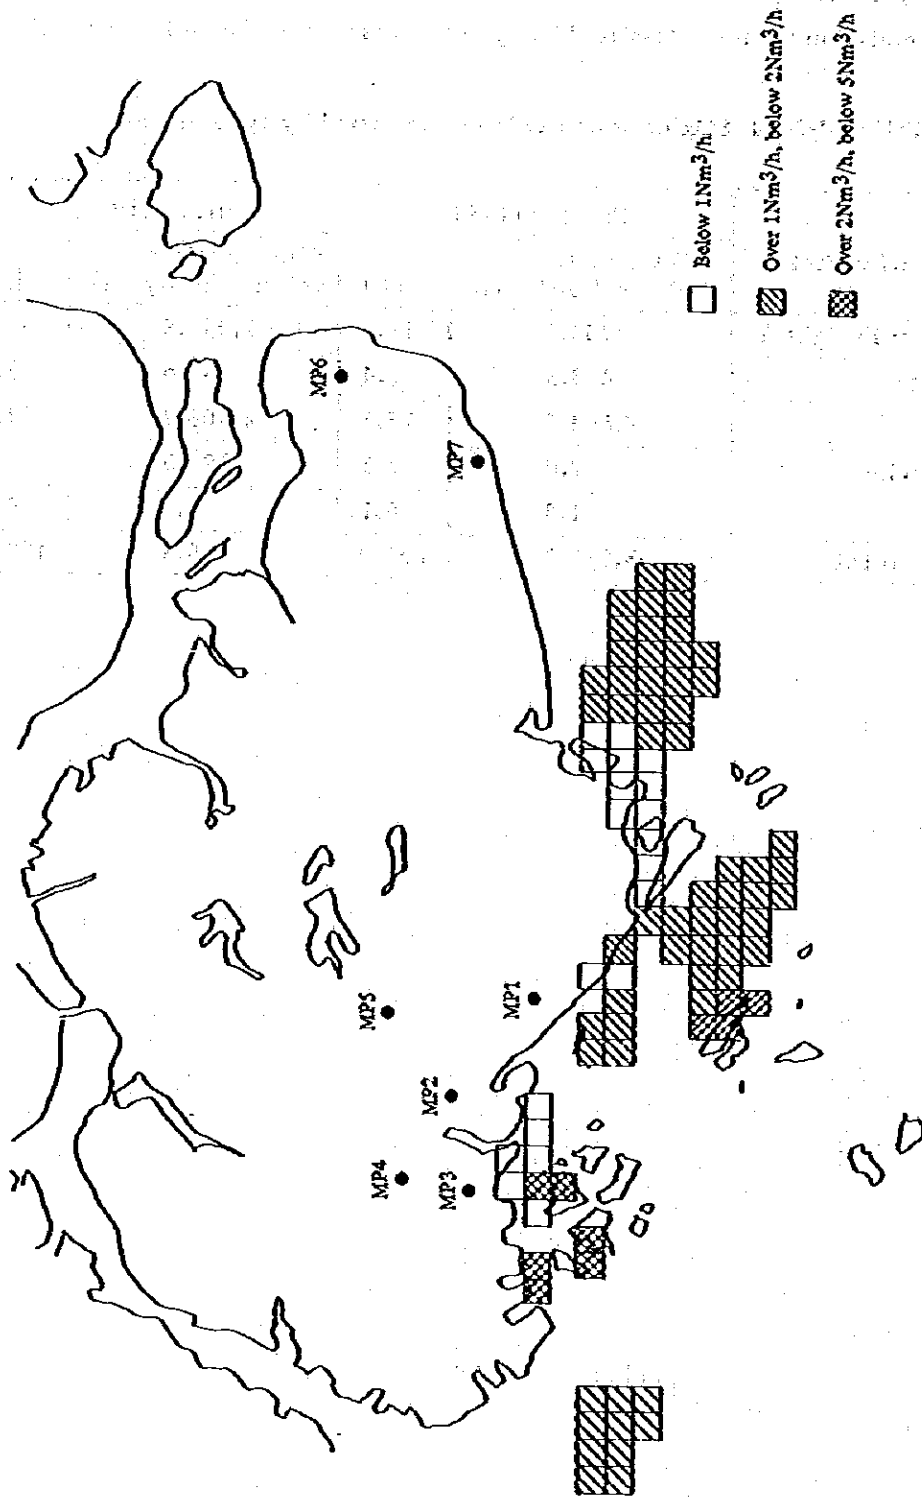 MP6
MP7
MP5
MP1
MP2
MP4
MP3
Below 1Nm³/h
Over 1Nm³/h, below 2Nm³/h
Over 2Nm³/h, below 5Nm³/h